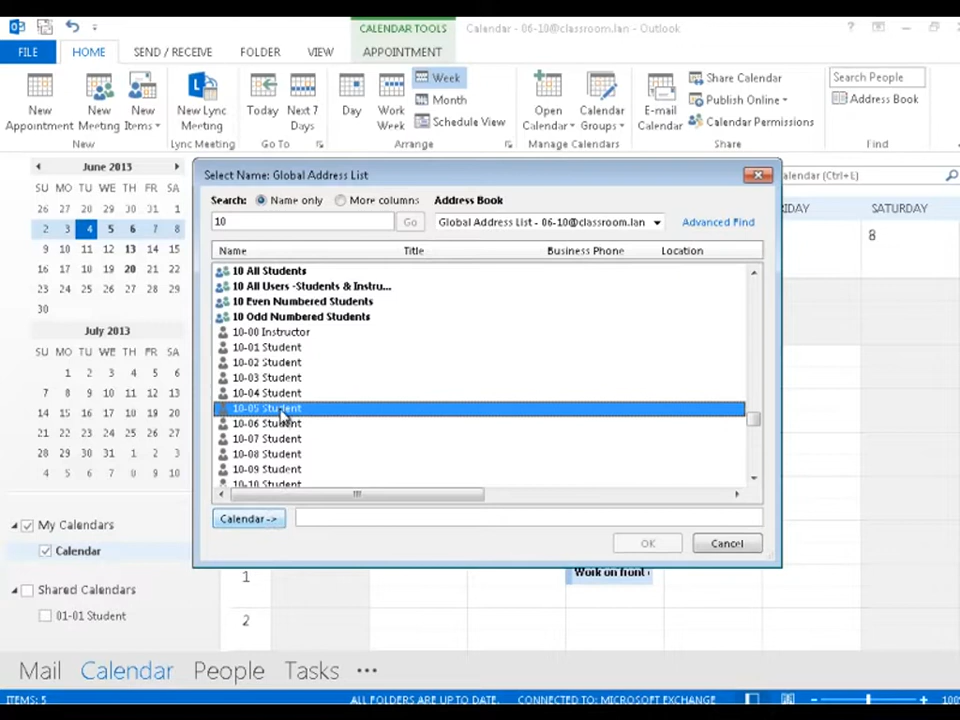 CALENDAR TOOLS
Calendar - 06-10@classroom.lan - Outlook
?
FILE HOME SEND / RECEIVE FOLDER VIEW APPOINTMENT
New Appointment
New Meeting
New Items
New
New Lync Meeting
Lync Meeting
Today
Next 7 Days
Go To
Day
Work Week
Week
Month
Schedule View
Arrange
Open Calendar
Calendar Groups
Manage Calendars
E-mail Calendar
Share Calendar
Publish Online
Calendar Permissions
Share
Search People
Address Book
Find
June 2013
SU MO TU WE TH FR SA
26 27 28 29 30 31 1
2 3 4 5 6 7 8
9 10 11 12 13 14 15
16 17 18 19 20 21 22
23 24 25 26 27 28 29
30
July 2013
SU MO TU WE TH FR SA
1 2 3 4 5 6
7 8 9 10 11 12 13
14 15 16 17 18 19 20
21 22 23 24 25 26 27
28 29 30 31 1 2 3
4 5 6 7 8 9 10
My Calendars
Calendar
Shared Calendars
01-01 Student
Select Name: Global Address List
Search: Name only More columns Address Book
10 Go Global Address List - 06-10@classroom.lan Advanced Find
Name Title Business Phone Location
10 All Students
10 All Users -Students & Instru...
10 Even Numbered Students
10 Odd Numbered Students
10-00 Instructor
10-01 Student
10-02 Student
10-03 Student
10-04 Student
10-05 Student
10-06 Student
10-07 Student
10-08 Student
10-09 Student
10-10 Student
Calendar ->
OK Cancel
alendar (Ctrl+L)
IDAY SATURDAY
8
Work on front
1
2
Mail Calendar People Tasks •••
ITEMS: 5 ALL FOLDERS ARE UP TO DATE. CONNECTED TO: MICROSOFT EXCHANGE 100